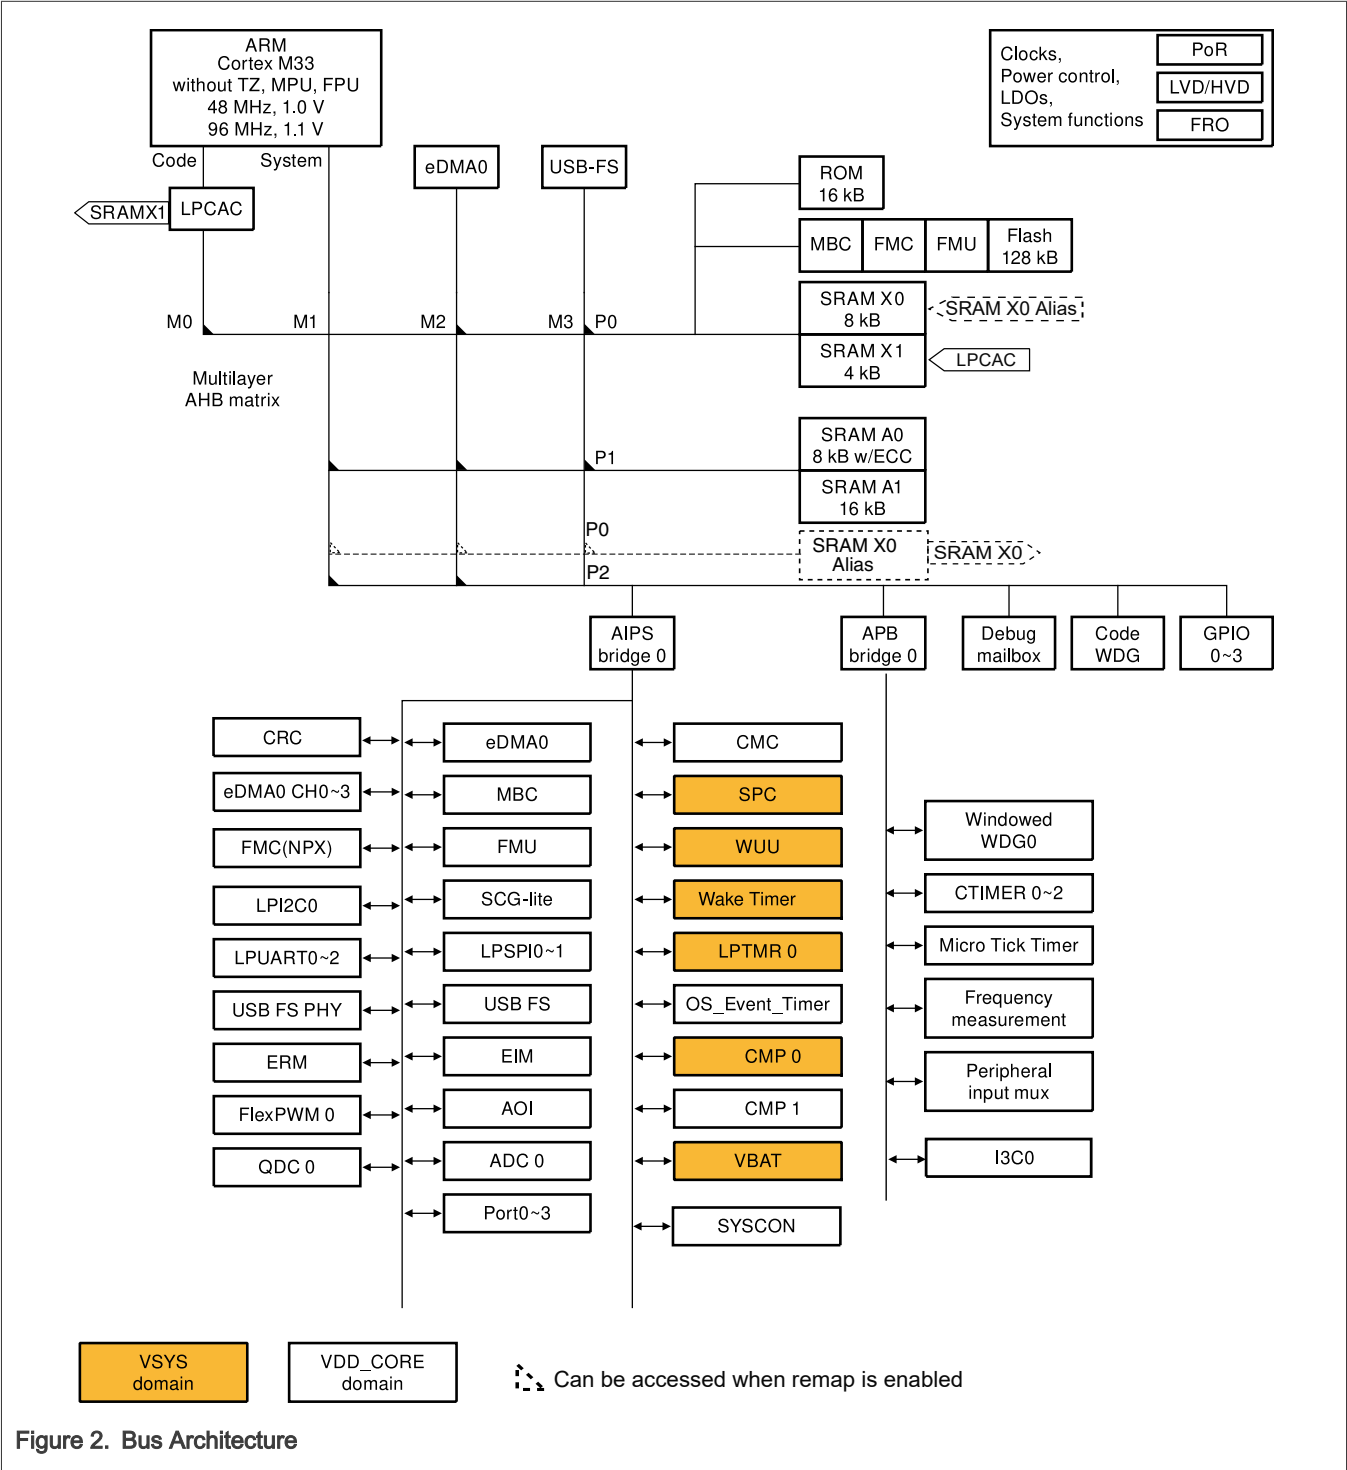 ARM
Cortex M33
without TZ, MPU, FPU
48 MHz, 1.0 V
96 MHz, 1.1 V
Clocks,
Power control,
LDOs,
System functions
PoR
LVD/HVD
FRO
Code
System
eDMA0
USB-FS
ROM
16 kB
SRAMX1
LPCAC
MBC
FMC
FMU
Flash
128 kB
M0
M1
M2
M3
P0
SRAM X0
8 kB
SRAM X0 Alias
SRAM X1
4 kB
LPCAC
Multilayer
AHB matrix
P1
SRAM A0
8 kB w/ECC
SRAM A1
16 kB
P0
SRAM X0
Alias
SRAM X0
P2
AIPS
bridge 0
APB
bridge 0
Debug
mailbox
Code
WDG
GPIO
0~3
CRC
eDMA0 CH0~3
FMC(NPX)
LPI2C0
LPUART0~2
USB FS PHY
ERM
FlexPWM 0
QDC 0
eDMA0
MBC
FMU
SCG-lite
LPSPI0~1
USB FS
EIM
AOI
ADC 0
Port0~3
CMC
SPC
WUU
Wake Timer
LPTMR 0
OS_Event_Timer
CMP 0
CMP 1
VBAT
SYSCON
Windowed
WDG0
CTIMER 0~2
Micro Tick Timer
Frequency
measurement
Peripheral
input mux
I3C0
VSYS
domain
VDD_CORE
domain
Can be accessed when remap is enabled
Figure 2. Bus Architecture